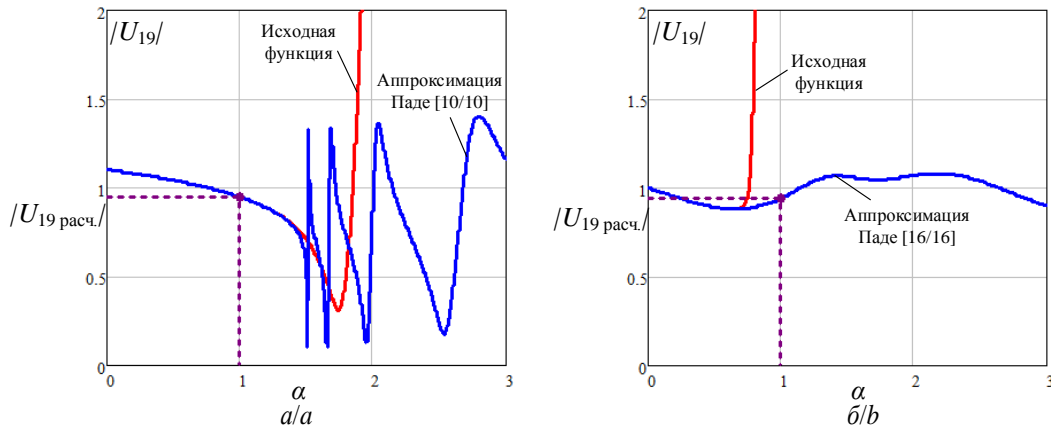 2
|U19|
Исходная
функция
Аппроксимация
Паде [10/10]
1.5
1
|U19 расч.|
0.5
0
0
1
2
3
α
а/a
2
|U19|
Исходная
функция
1.5
1
|U19 расч.|
Аппроксимация
Паде [16/16]
0.5
0
0
1
2
3
α
б/b